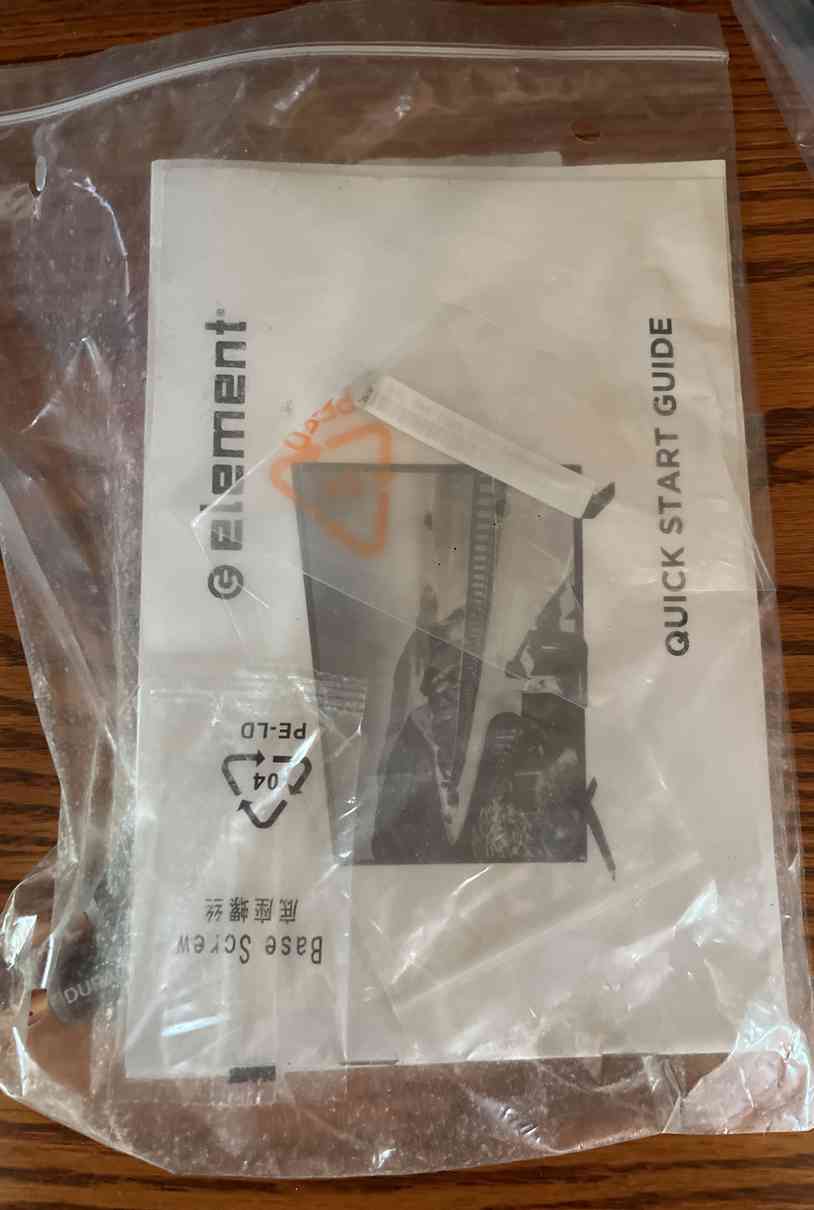 element
QUICK START GUIDE
PE-LD
04
底座螺丝
Base Screw